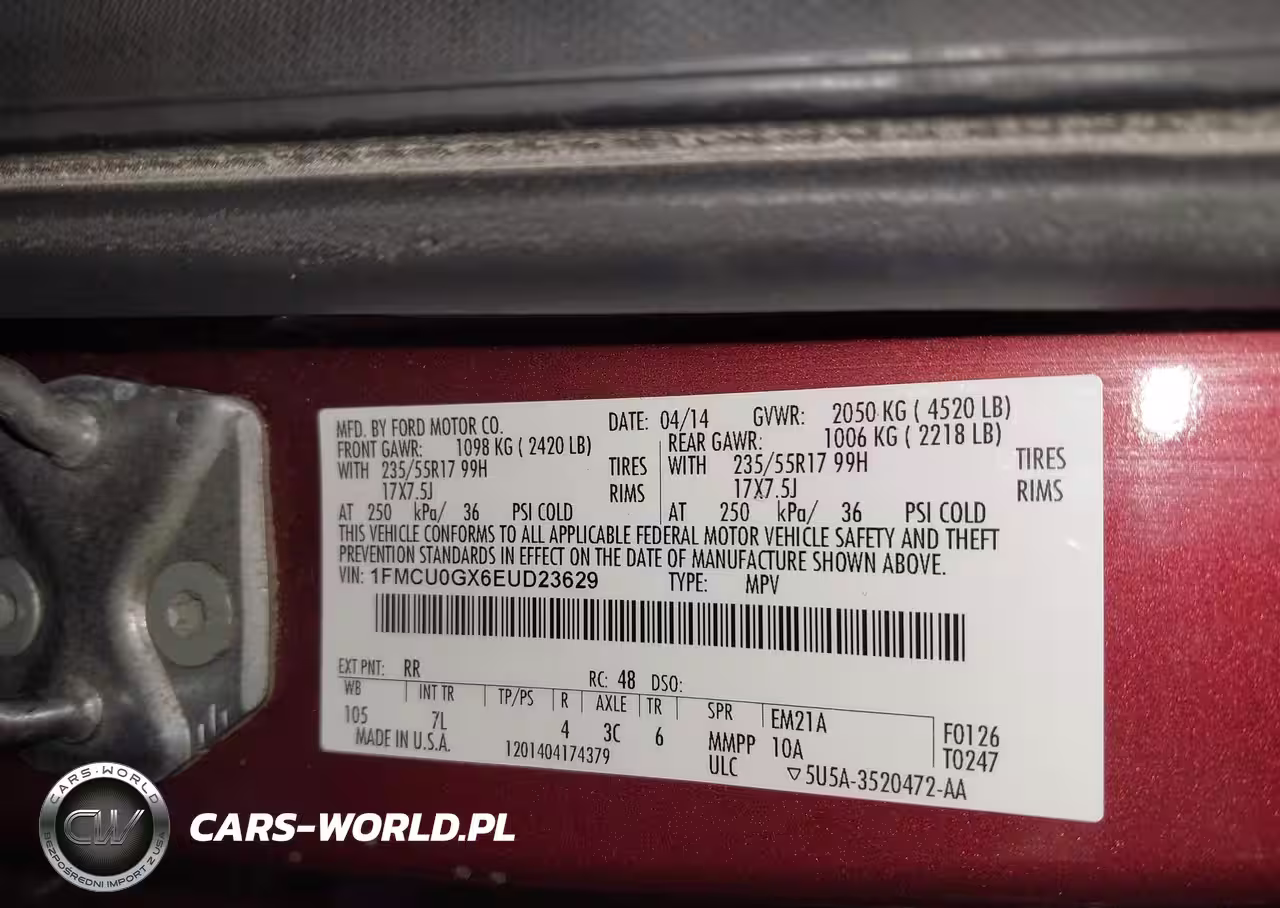 MFD. BY FORD MOTOR CO. DATE: 04/14 GVWR: 2050 KG ( 4520 LB)
FRONT GAWR: 1098 KG ( 2420 LB) REAR GAWR: 1006 KG ( 2218 LB)
WITH 235/55R17 99H TIRES WITH 235/55R17 99H TIRES
17X7.5J RIMS 17X7.5J RIMS
AT 250 kPa/ 36 PSI COLD AT 250 kPa/ 36 PSI COLD
THIS VEHICLE CONFORMS TO ALL APPLICABLE FEDERAL MOTOR VEHICLE SAFETY AND THEFT
PREVENTION STANDARDS IN EFFECT ON THE DATE OF MANUFACTURE SHOWN ABOVE.
VIN: 1FMCU0GX6EUD23629 TYPE: MPV
EXT PNT: RR RC: 48 DSO:
WB INT TR TP/PS R AXLE TR SPR EM21A
105 7L 4 3C 6 MMPP 10A F0126
MADE IN U.S.A. 1201404174379 ULC T0247
▽5U5A-3520472-AA
CARS-WORLD
CW
BEZPOŚREDNI IMPORT Z USA
CARS-WORLD.PL